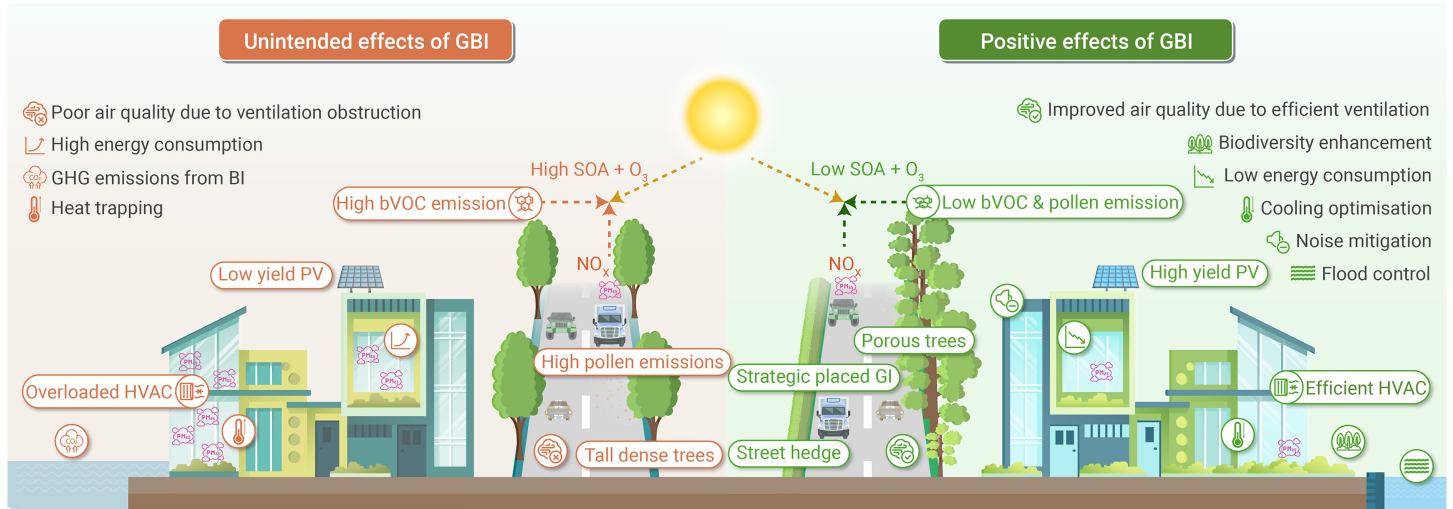 Unintended effects of GBI
Positive effects of GBI
Poor air quality due to ventilation obstruction
High energy consumption
CO₂
GHG emissions from BI
Heat trapping
Improved air quality due to efficient ventilation
Biodiversity enhancement
Low energy consumption
Cooling optimisation
Noise mitigation
Flood control
High SOA + O₃
Low SOA + O₃
High bVOC emission
Low bVOC & pollen emission
NOₓ
NOₓ
Low yield PV
High yield PV
High pollen emissions
Porous trees
Strategic placed GI
Overloaded HVAC
Efficient HVAC
CO₂
Tall dense trees
Street hedge